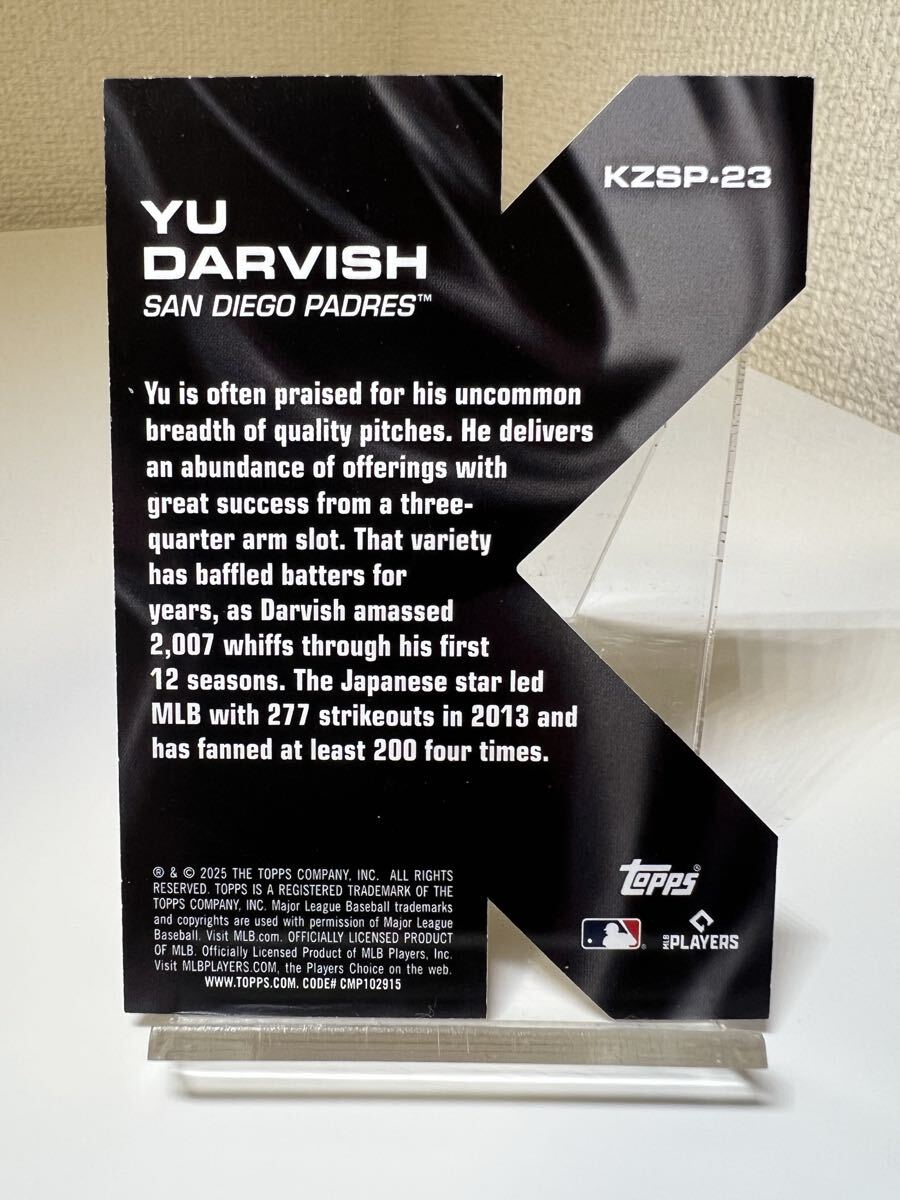 KZSP-23
YU
DARVISH
SAN DIEGO PADRES™
Yu is often praised for his uncommon
breadth of quality pitches. He delivers
an abundance of offerings with
great success from a three-
quarter arm slot. That variety
has baffled batters for
years, as Darvish amassed
2,007 whiffs through his first
12 seasons. The Japanese star led
MLB with 277 strikeouts in 2013 and
has fanned at least 200 four times.
® & © 2025 THE TOPPS COMPANY, INC. ALL RIGHTS
RESERVED. TOPPS IS A REGISTERED TRADEMARK OF THE
TOPPS COMPANY, INC. Major League Baseball trademarks
and copyrights are used with permission of Major League
Baseball. Visit MLB.com. OFFICIALLY LICENSED PRODUCT
OF MLB. Officially Licensed Product of MLB Players, Inc.
Visit MLBPLAYERS.COM, the Players Choice on the web.
WWW.TOPPS.COM. CODE# CMP102915
Topps®
MLB PLAYERS